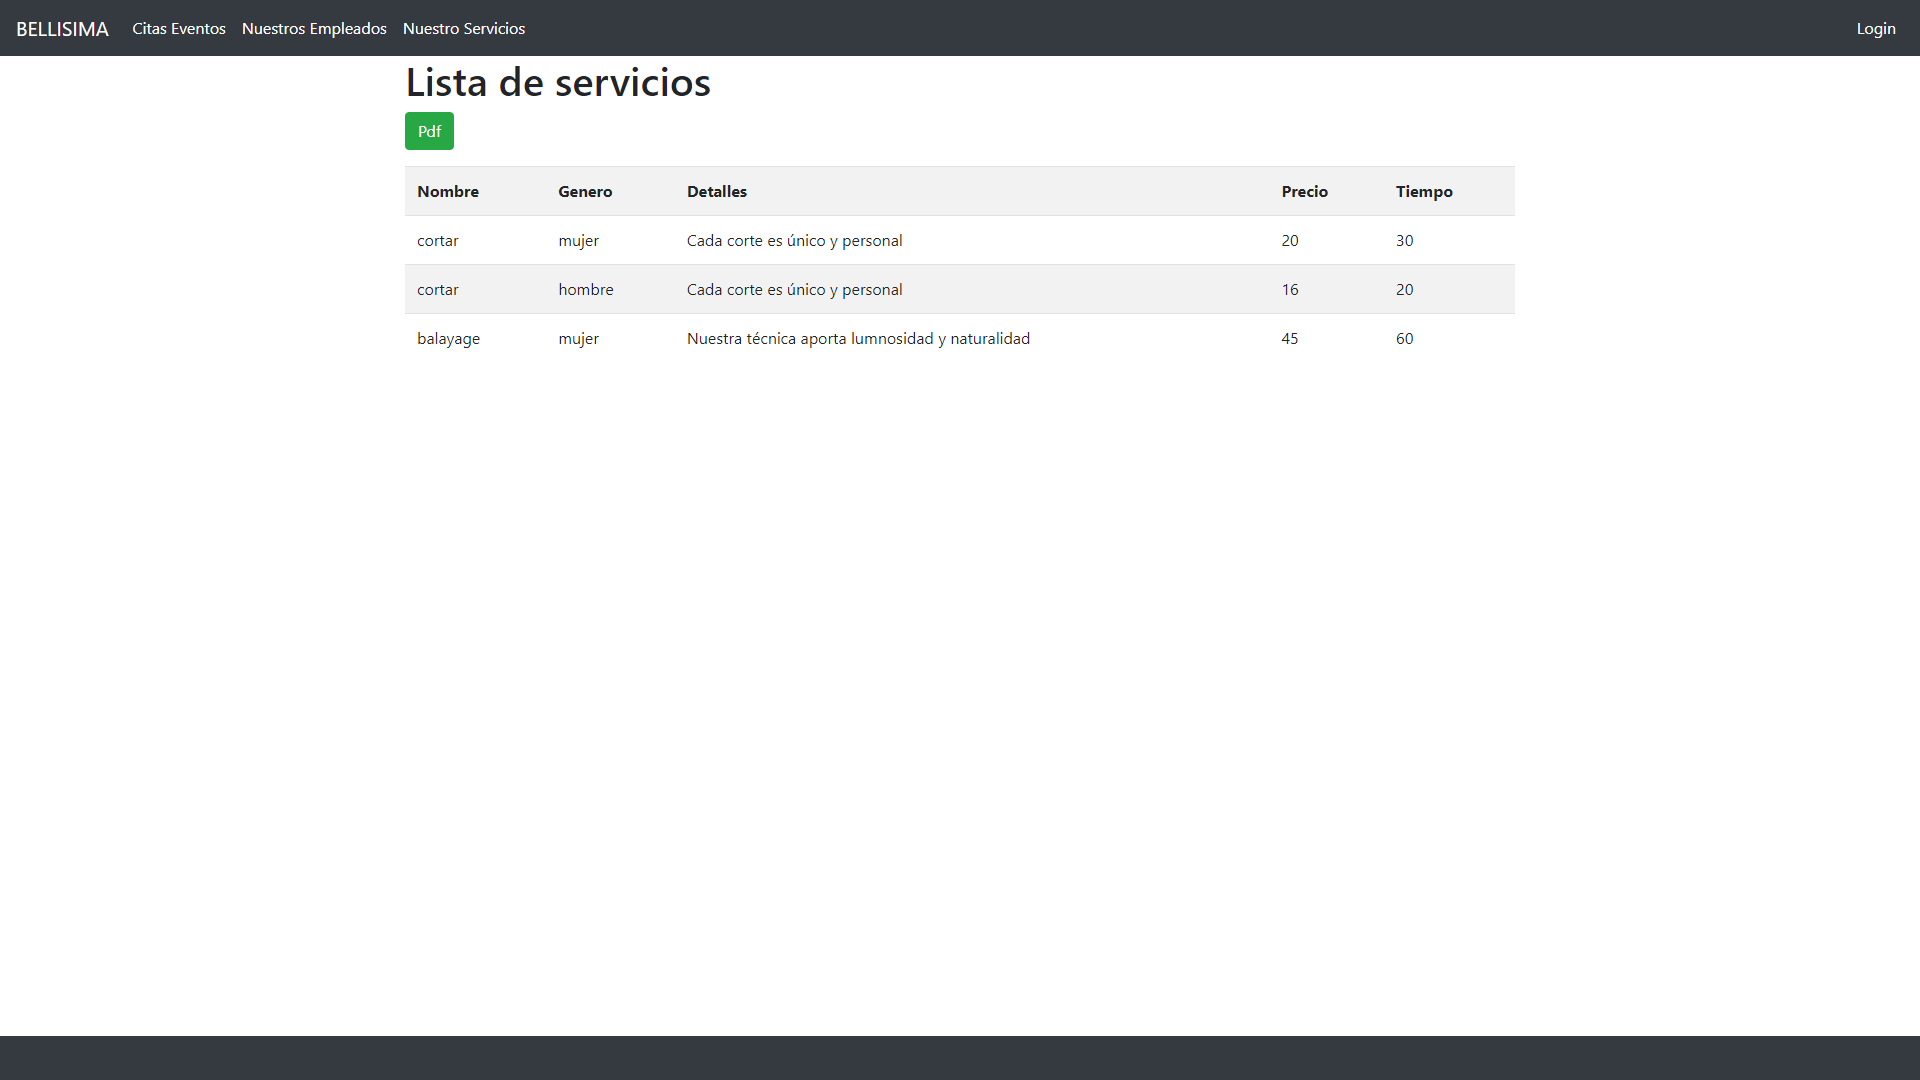 BELLISIMA Citas Eventos Nuestros Empleados Nuestro Servicios Login
Lista de servicios
Pdf
Nombre Genero Detalles Precio Tiempo
cortar mujer Cada corte es único y personal 20 30
cortar hombre Cada corte es único y personal 16 20
balayage mujer Nuestra técnica aporta lumnosidad y naturalidad 45 60